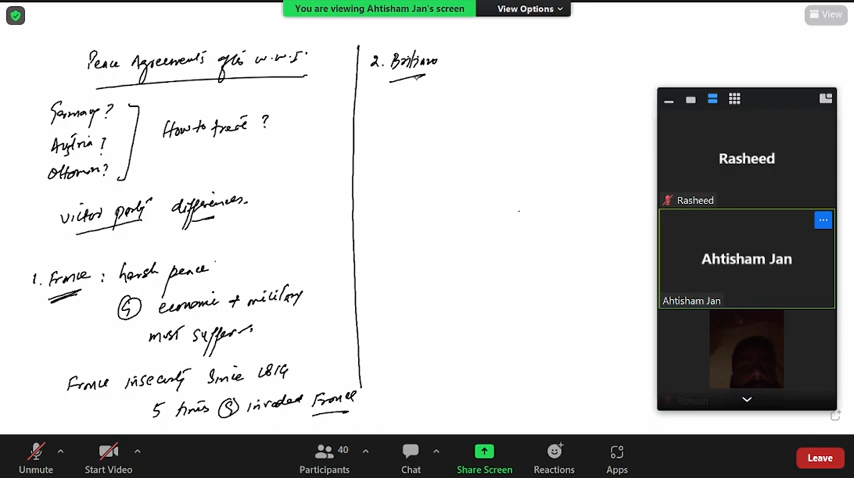 You are viewing Ahtisham Jan's screen
View Options
View
Peace Agreements after W.W.I.
Germany?
Austria?
Ottoman?
How to treat ?
victor party differences.
1. France : harsh peace
G economic + military
must suffer
France insecurity Since 1814
5 times G invaded France
2. Britain
Rasheed
Rasheed
Ahtisham Jan
Ahtisham Jan
Rizwan
Unmute
Start Video
40
Participants
Chat
Share Screen
Reactions
Apps
Leave